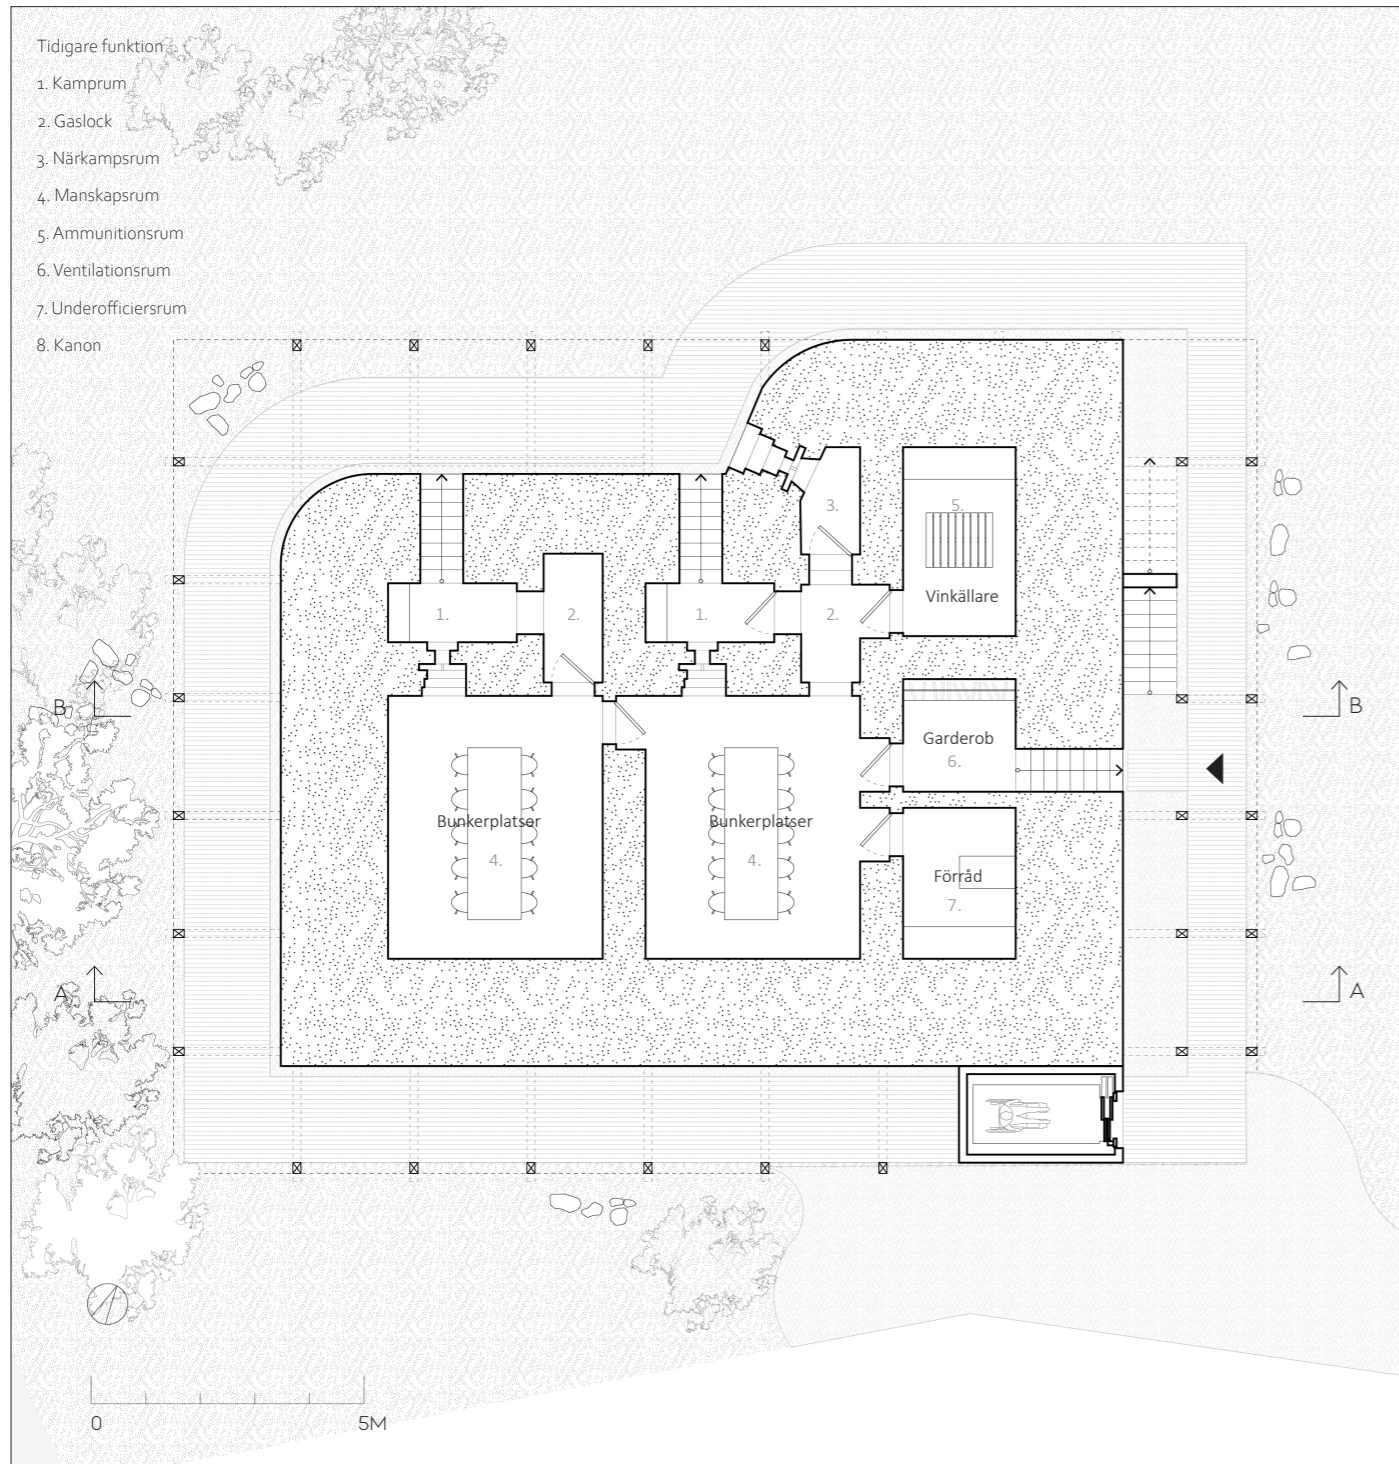 Tidigare funktion
1. Kamprum
2. Gaslock
3. Närkampsrum
4. Manskapsrum
5. Ammunitionsrum
6. Ventilationsrum
7. Underofficiersrum
8. Kanon
3.
5.
Vinkällare
1.
2.
1.
2.
B
B
Garderob
6.
Bunkerplatser
4.
Bunkerplatser
4.
Förråd
7.
A
A
0
5M